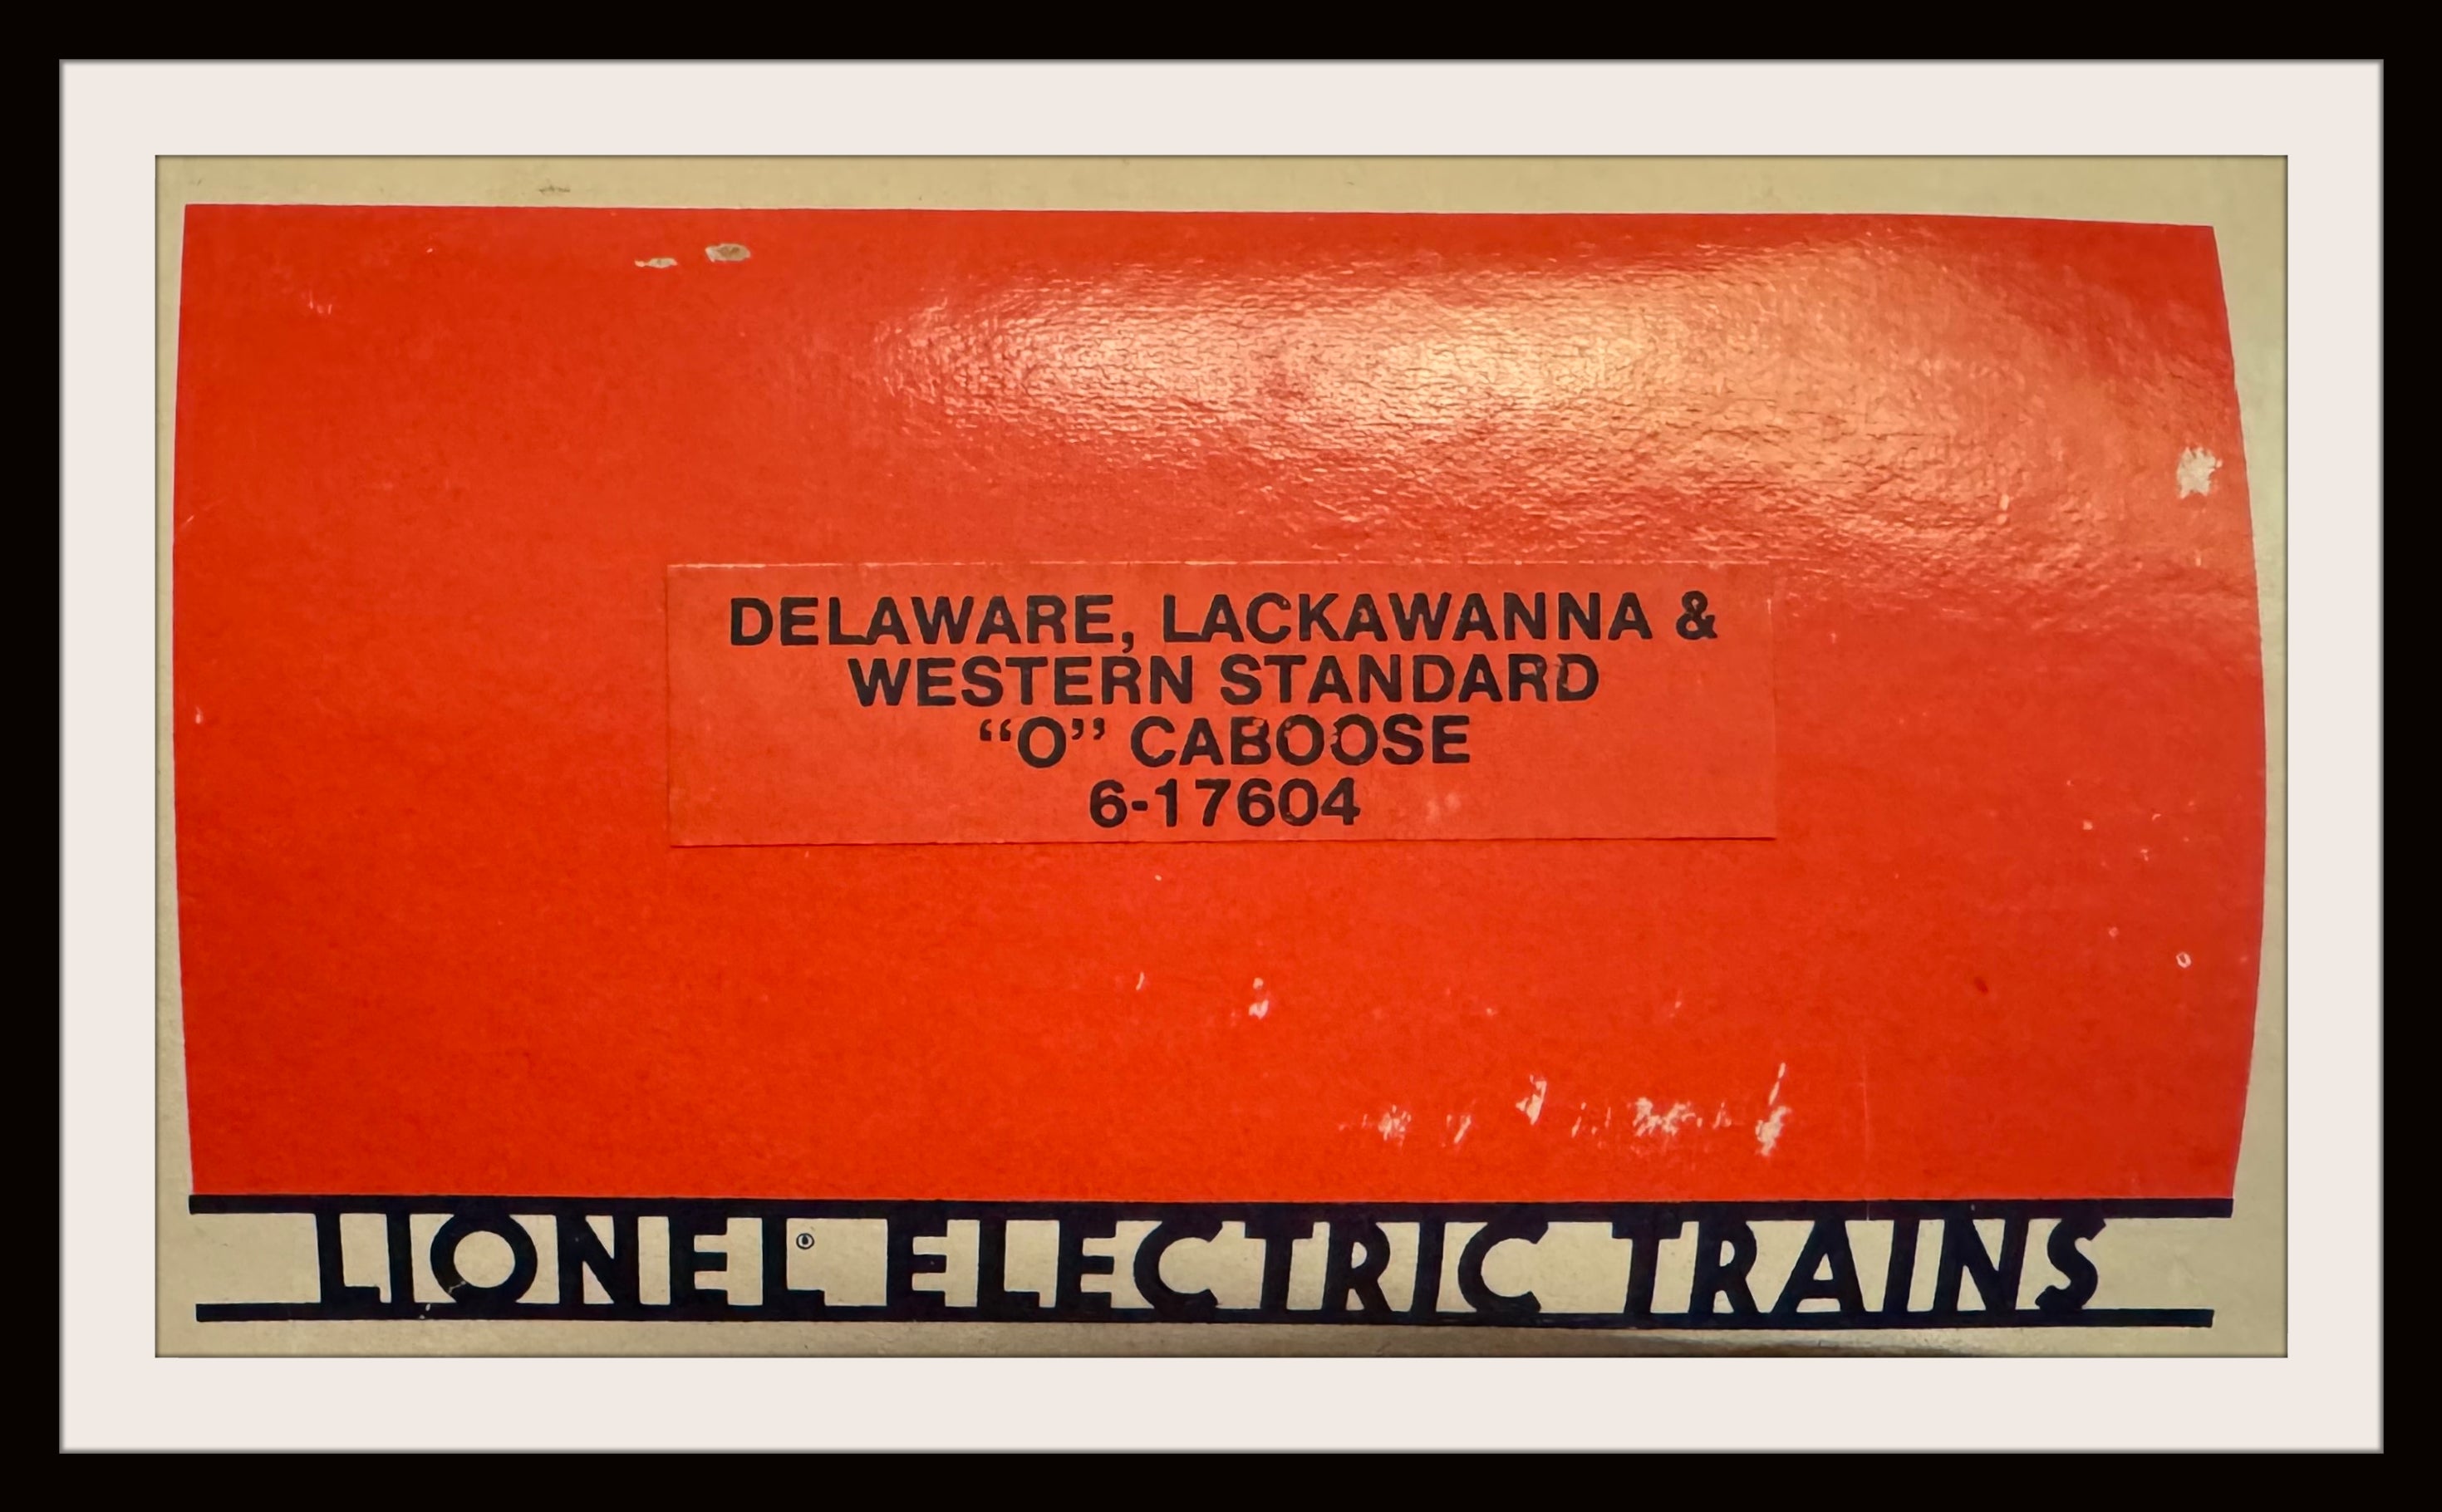 DELAWARE, LACKAWANNA &
WESTERN STANDARD
“O” CABOOSE
6-17604
LIONEL® ELECTRIC TRAINS